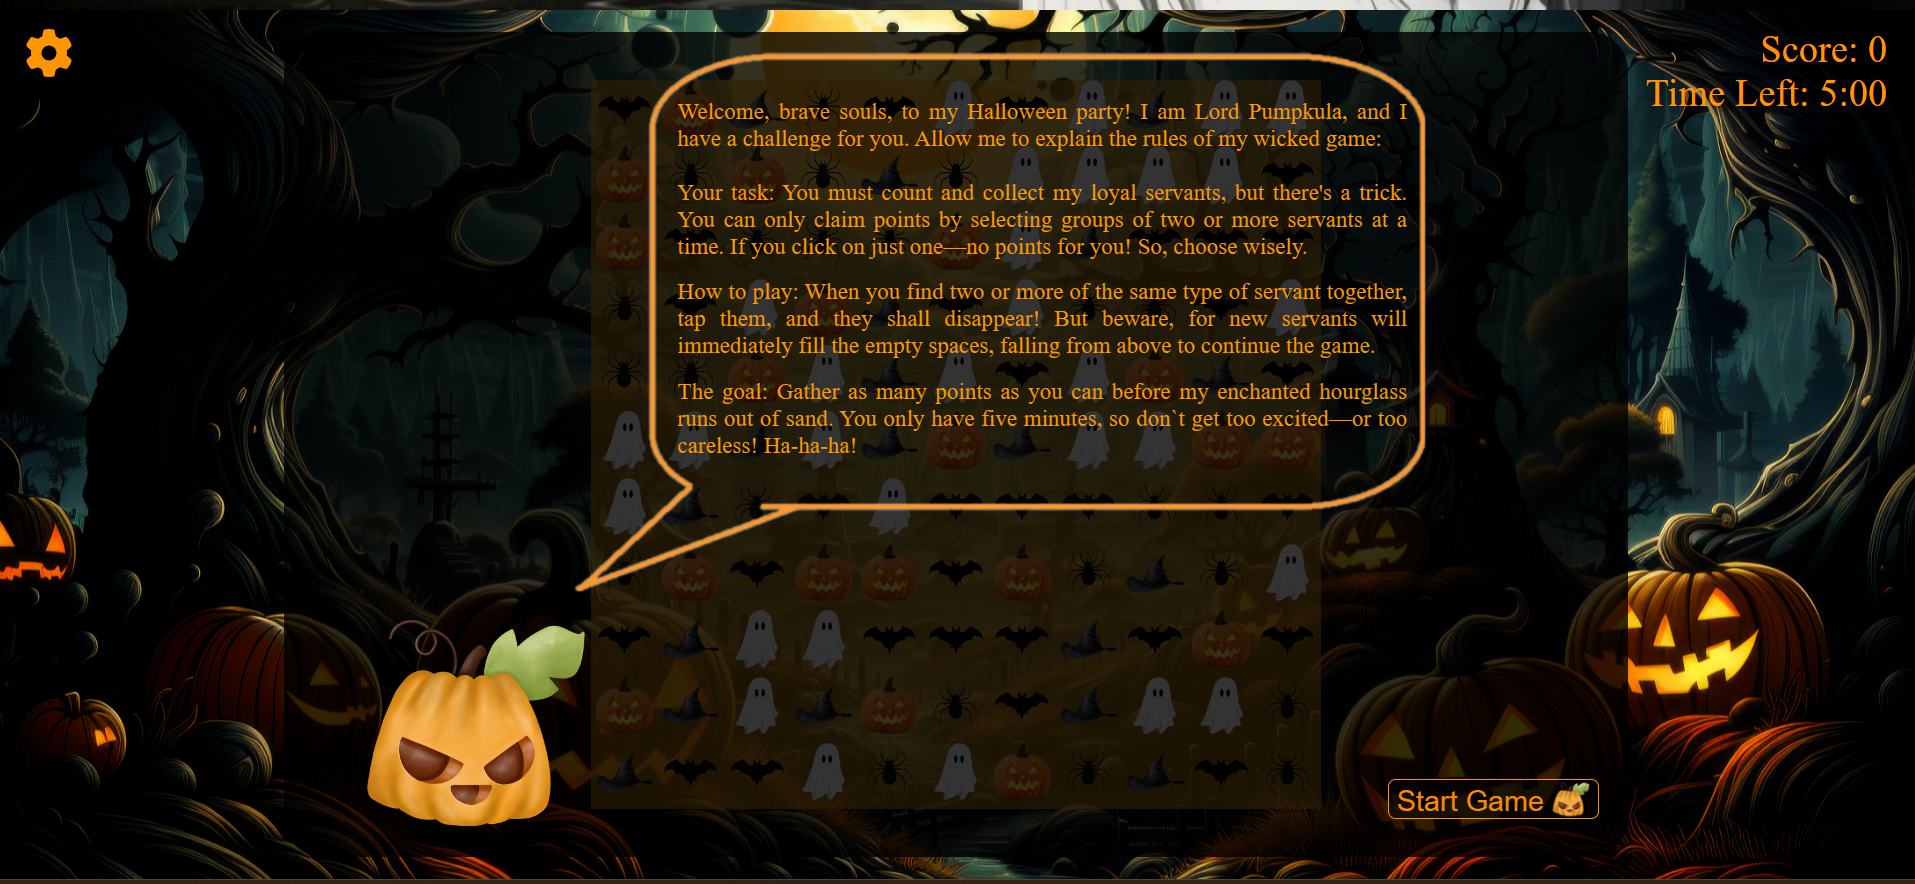 Score: 0
Time Left: 5:00
Welcome, brave souls, to my Halloween party! I am Lord Pumpkula, and I
have a challenge for you. Allow me to explain the rules of my wicked game:
Your task: You must count and collect my loyal servants, but there's a trick.
You can only claim points by selecting groups of two or more servants at a
time. If you click on just one—no points for you! So, choose wisely.
How to play: When you find two or more of the same type of servant together,
tap them, and they shall disappear! But beware, for new servants will
immediately fill the empty spaces, falling from above to continue the game.
The goal: Gather as many points as you can before my enchanted hourglass
runs out of sand. You only have five minutes, so don`t get too excited—or too
careless! Ha-ha-ha!
Start Game